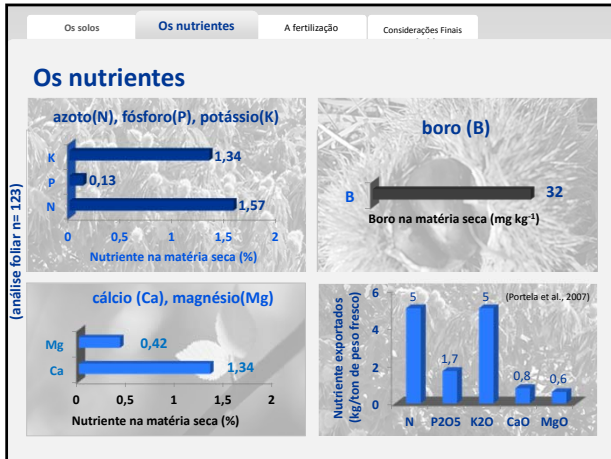 Os solos
Os nutrientes
A fertilização
Considerações Finais
Os nutrientes
(análise foliar n= 123)
azoto(N), fósforo(P), potássio(K)
K
1,34
P
0,13
N
1,57
0 0,5 1 1,5 2
Nutriente na matéria seca (%)
boro (B)
B
32
Boro na matéria seca (mg kg-1)
cálcio (Ca), magnésio(Mg)
Mg
0,42
Ca
1,34
0 0,5 1 1,5 2
Nutriente na matéria seca (%)
(Portela et al., 2007)
Nutriente exportados
(kg/ton de peso fresco)
6
4
2
0
5 1,7 5 0,8 0,6
N P2O5 K2O CaO MgO